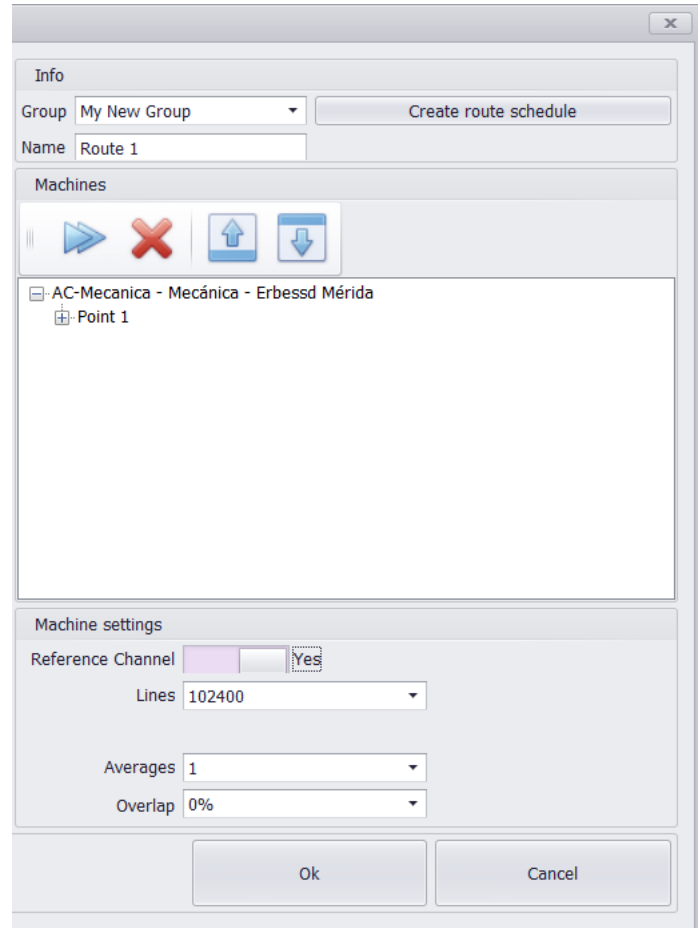 Info
Group My New Group Create route schedule
Name Route 1
Machines
AC-Mecanica - Mecánica - Erbessd Mérida
Point 1
Machine settings
Reference Channel Yes
Lines 102400
Averages 1
Overlap 0%
Ok Cancel